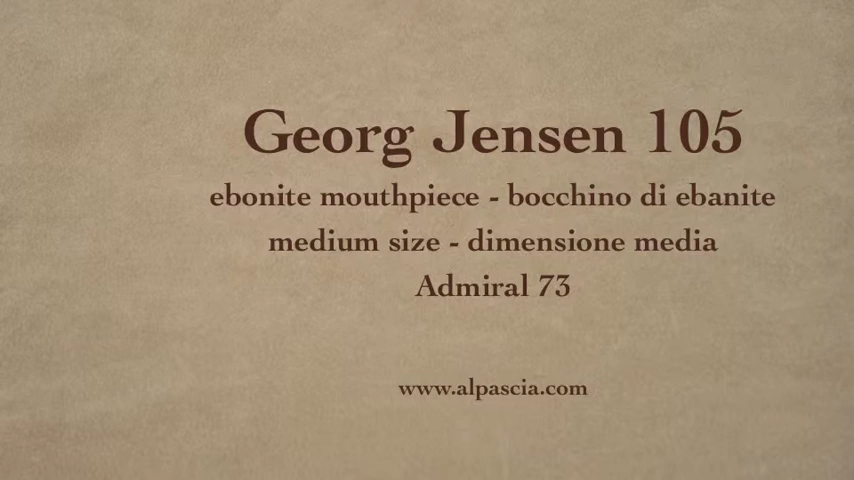 Georg Jensen 105
ebonite mouthpiece - bocchino di ebanite
medium size - dimensione media
Admiral 73
www.alpascia.com